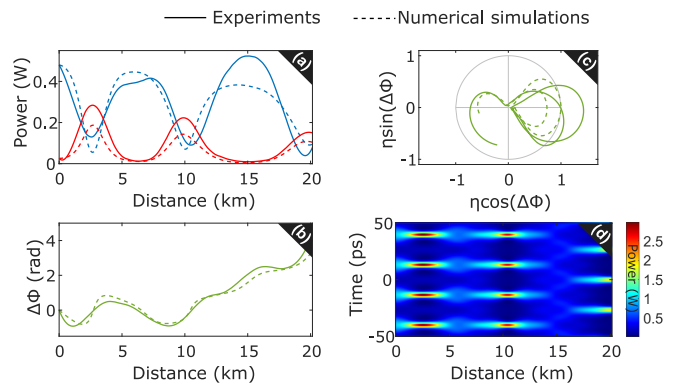 Experiments
Numerical simulations
(a)
Power (W)
0.4
0.2
0
0
5
10
15
20
Distance (km)
(c)
ηsin(ΔΦ)
1
0
-1
-1
0
1
ηcos(ΔΦ)
(b)
ΔΦ (rad)
4
2
0
0
5
10
15
20
Distance (km)
(d)
Time (ps)
50
0
-50
0
5
10
15
20
Distance (km)
Power (W)
2.5
2
1.5
1
0.5